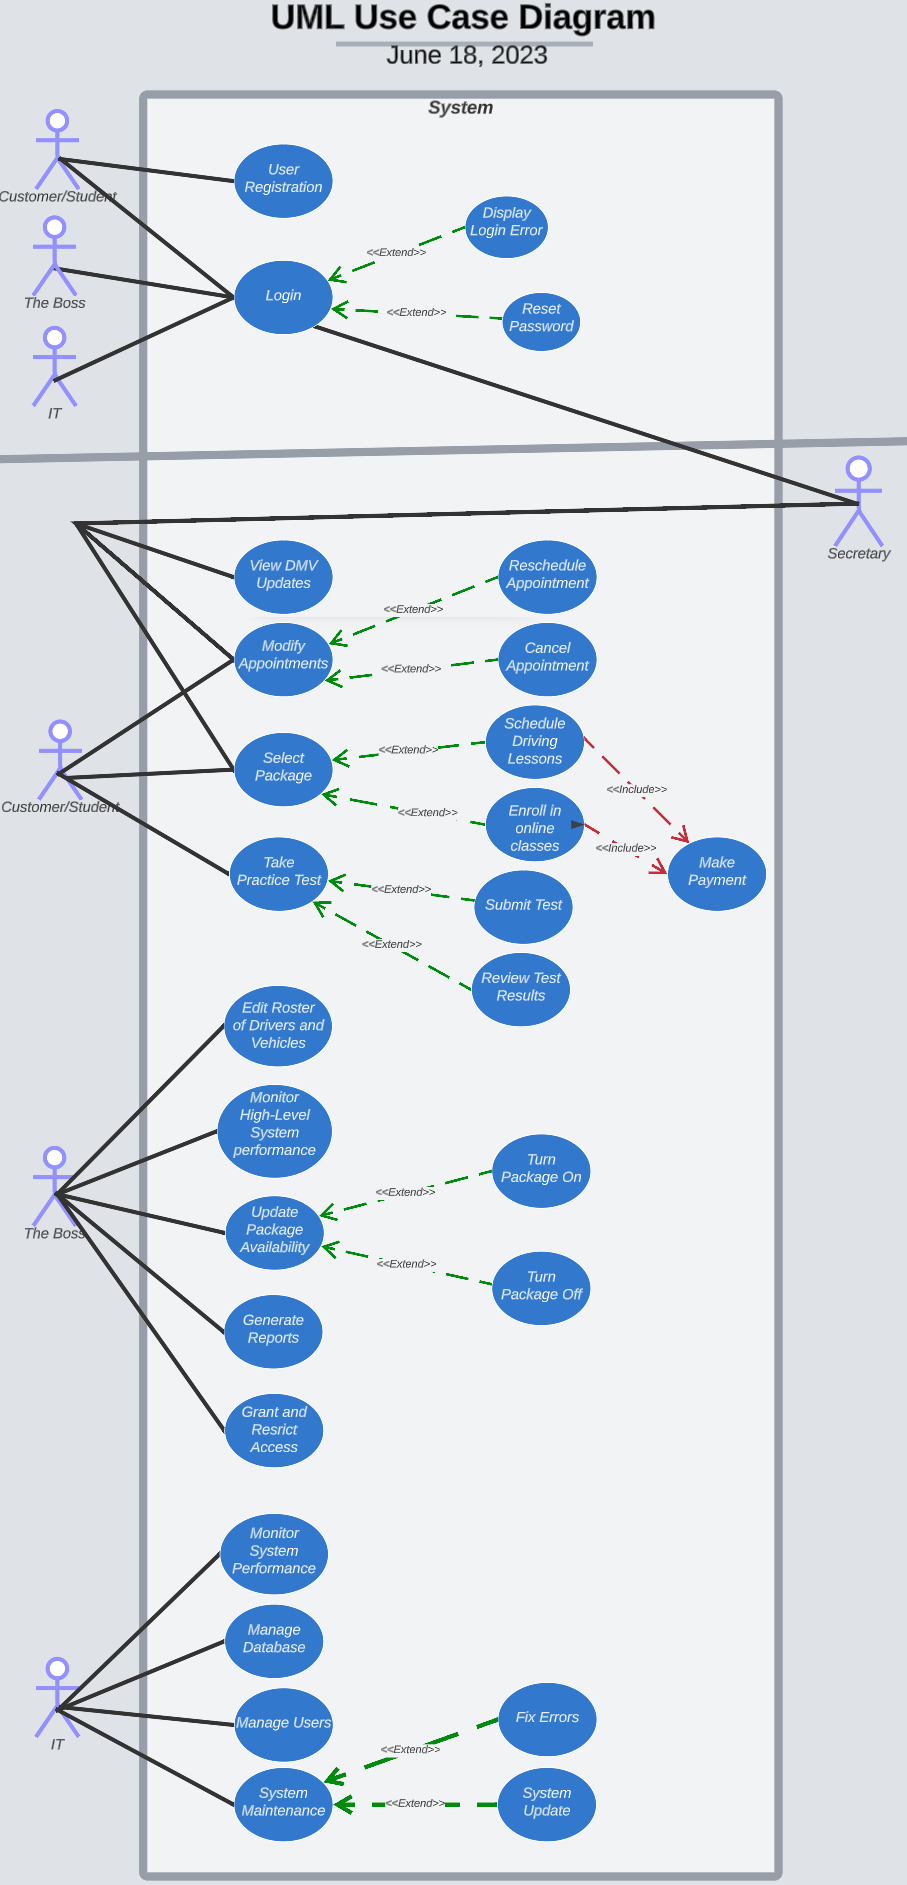 UML Use Case Diagram
June 18, 2023
System
Customer/Student
User
Registration
Display
Login Error
<<Extend>>
Login
The Boss
<<Extend>>
Reset
Password
IT
Secretary
View DMV
Updates
Reschedule
Appointment
<<Extend>>
Modify
Appointments
Cancel
Appointment
<<Extend>>
Schedule
Driving
Lessons
<<Extend>>
Select
Package
<<Include>>
Customer/Student
<<Extend>>
Enroll in
online
classes
<<Include>>
Make
Payment
Take
Practice Test
<<Extend>>
Submit Test
<<Extend>>
Review Test
Results
Edit Roster
of Drivers and
Vehicles
Monitor
High-Level
System
performance
Turn
Package On
<<Extend>>
The Boss
Update
Package
Availability
<<Extend>>
Turn
Package Off
Generate
Reports
Grant and
Resrict
Access
Monitor
System
Performance
Manage
Database
IT
Manage Users
Fix Errors
<<Extend>>
System
Maintenance
<<Extend>>
System
Update